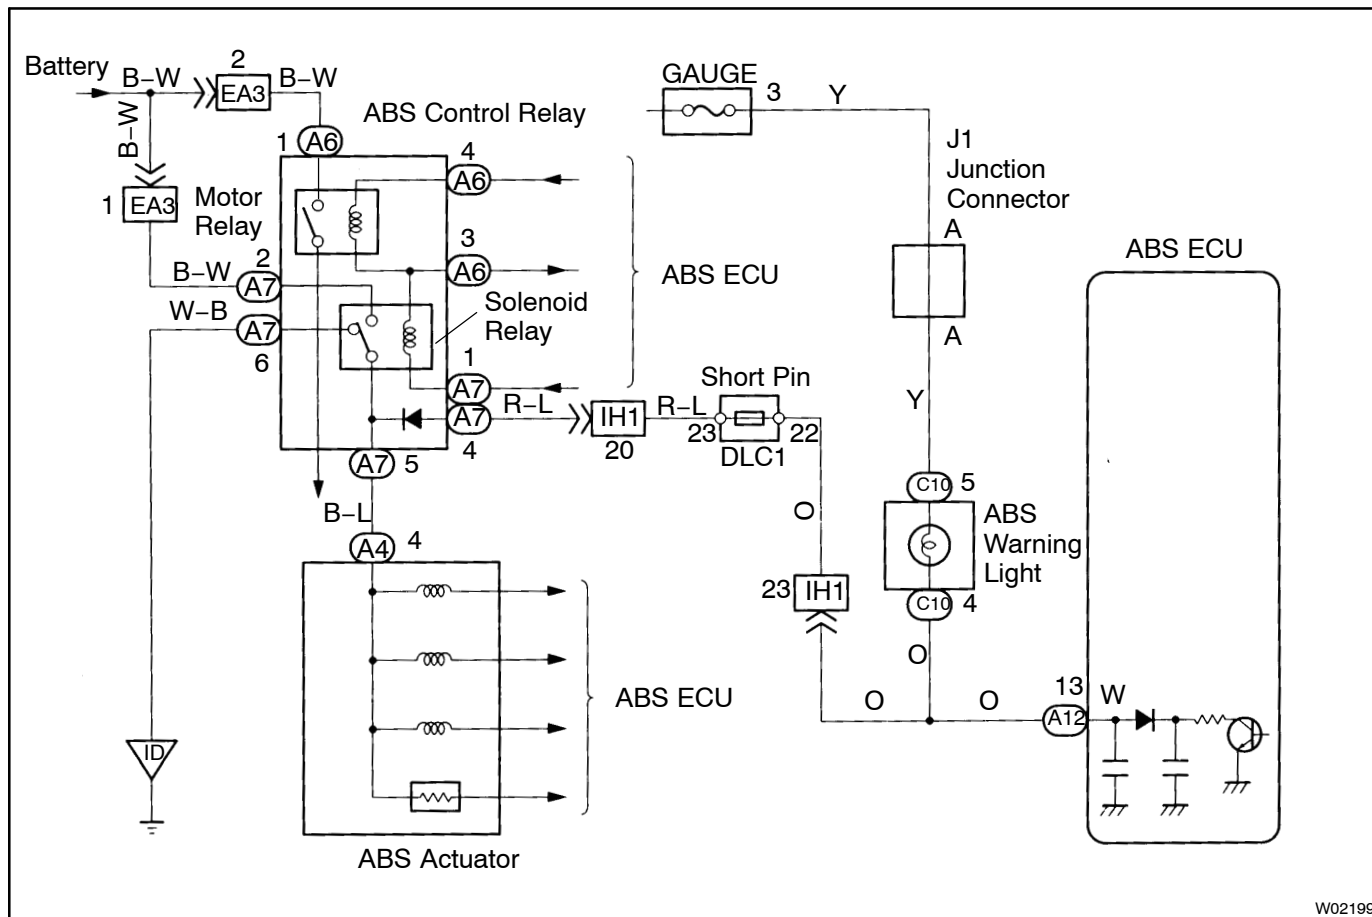 Battery
B–W
2
EA3
B–W
B–W
1
EA3
Motor
Relay
ABS Control Relay
1
A6
4
A6
3
A6
ABS ECU
2
B–W
A7
W–B
A7
6
Solenoid
Relay
1
A7
A7
4
R–L
IH1
20
R–L
Short Pin
23
22
DLC1
A7
5
B–L
A4
4
ABS ECU
ABS Actuator
ID
GAUGE
3
Y
J1
Junction
Connector
A
A
Y
C10
5
ABS
Warning
Light
C10
4
O
O
23
IH1
O
O
ABS ECU
13
A12
W
W02199